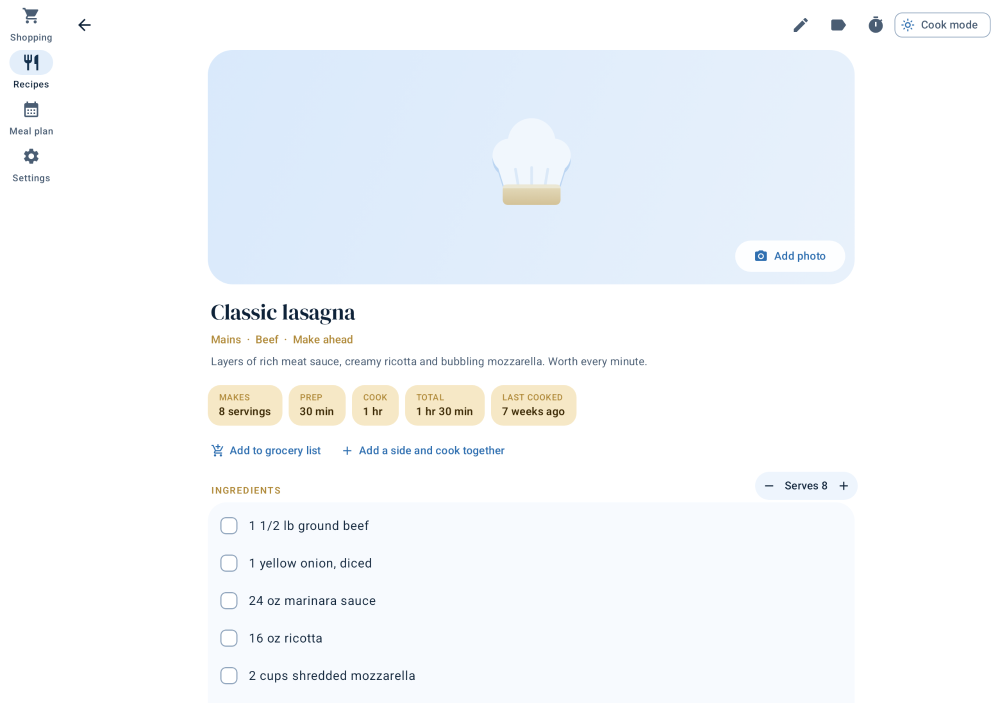 Shopping
Recipes
Meal plan
Settings
Cook mode
Add photo
Classic lasagna
Mains · Beef · Make ahead
Layers of rich meat sauce, creamy ricotta and bubbling mozzarella. Worth every minute.
MAKES
8 servings
PREP
30 min
COOK
1 hr
TOTAL
1 hr 30 min
LAST COOKED
7 weeks ago
Add to grocery list
Add a side and cook together
INGREDIENTS
Serves 8
1 1/2 lb ground beef
1 yellow onion, diced
24 oz marinara sauce
16 oz ricotta
2 cups shredded mozzarella